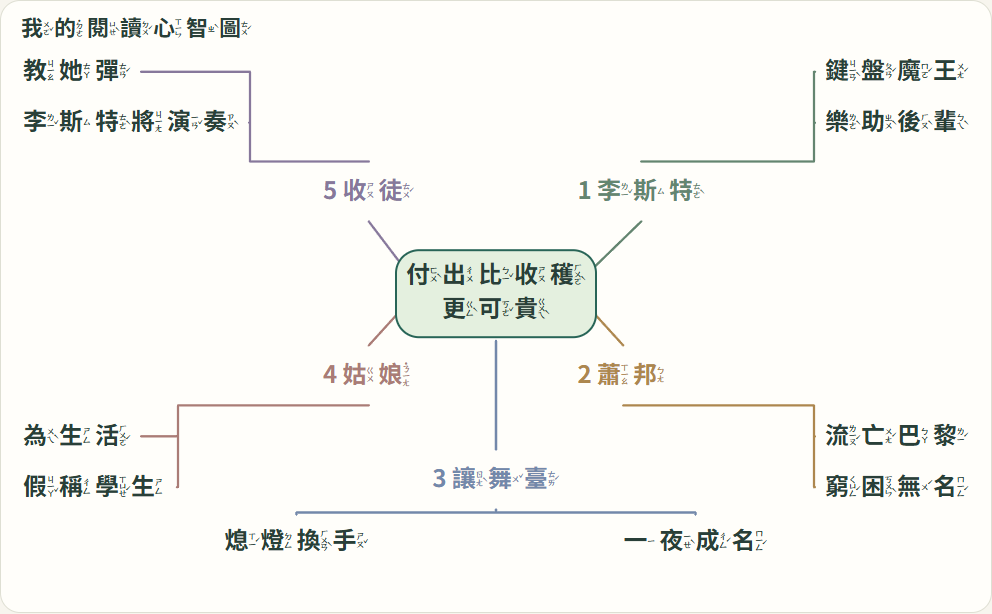 我的閱讀心智圖
教她彈
李斯特將演奏
5 收徒
鍵盤魔王
樂助後輩
1 李斯特
付出比收穫
更可貴
4 姑娘
為生活
假稱學生
2 蕭邦
流亡巴黎
窮困無名
3 讓舞臺
熄燈換手
一夜成名